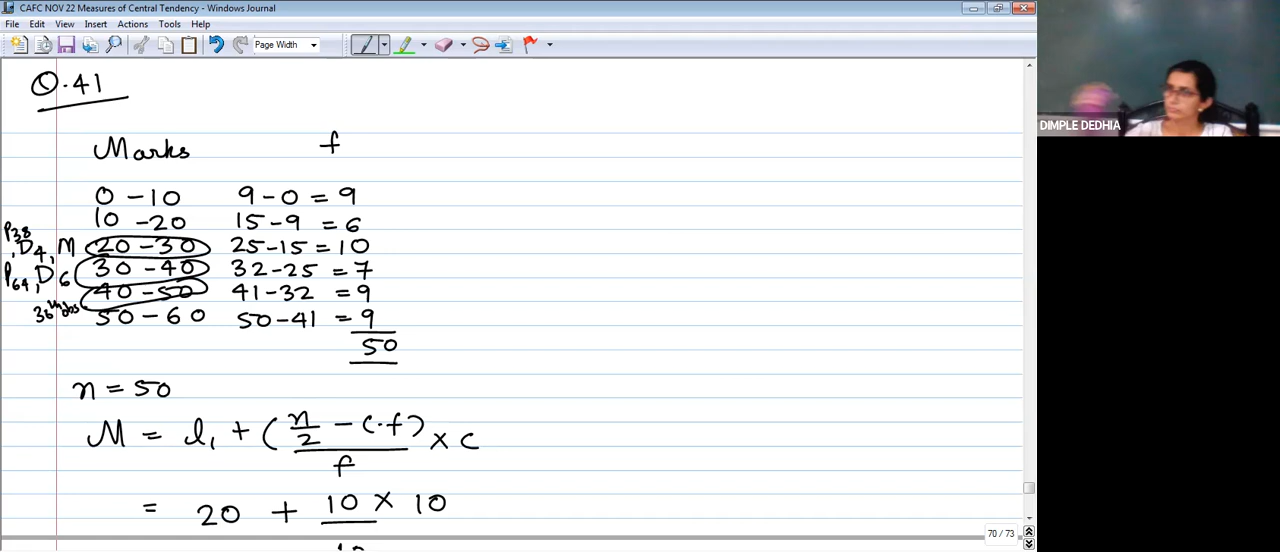 CAFC NOV 22 Measures of Central Tendency - Windows Journal
File Edit View Insert Actions Tools Help
Page Width
DIMPLE DEDHIA
Q.41
Marks f
0 - 10 9 - 0 = 9
10 - 20 15 - 9 = 6
P38 , D4, M 20 - 30 25 - 15 = 10
P64, D6 30 - 40 32 - 25 = 7
40 - 50 41 - 32 = 9
36th obs 50 - 60 50 - 41 = 9
50
n = 50
M = l1 + (n/2 - c.f) / f × c
= 20 + 10 × 10
10
70 / 73